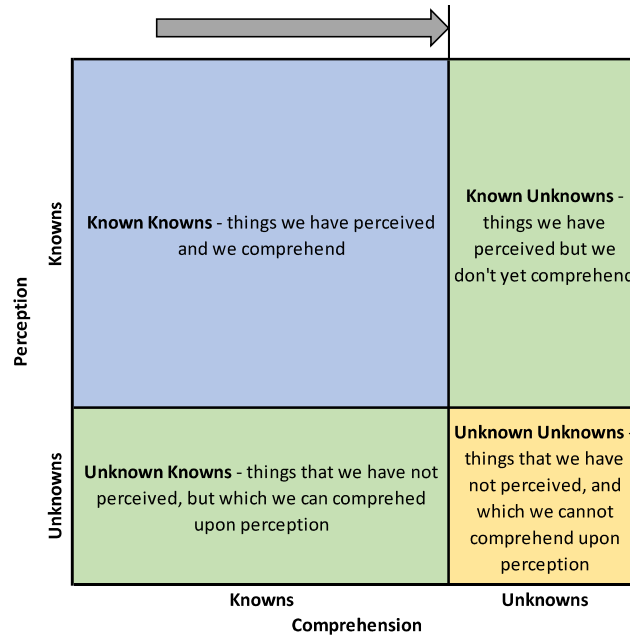 Known Knowns - things we have perceived
and we comprehend
Known Unknowns -
things we have
perceived but we
don't yet comprehend
Perception
Knowns
Unknowns
Unknown Knowns - things that we have not
perceived, but which we can comprehed
upon perception
Unknown Unknowns -
things that we have
not perceived, and
which we cannot
comprehend upon
perception
Knowns
Unknowns
Comprehension